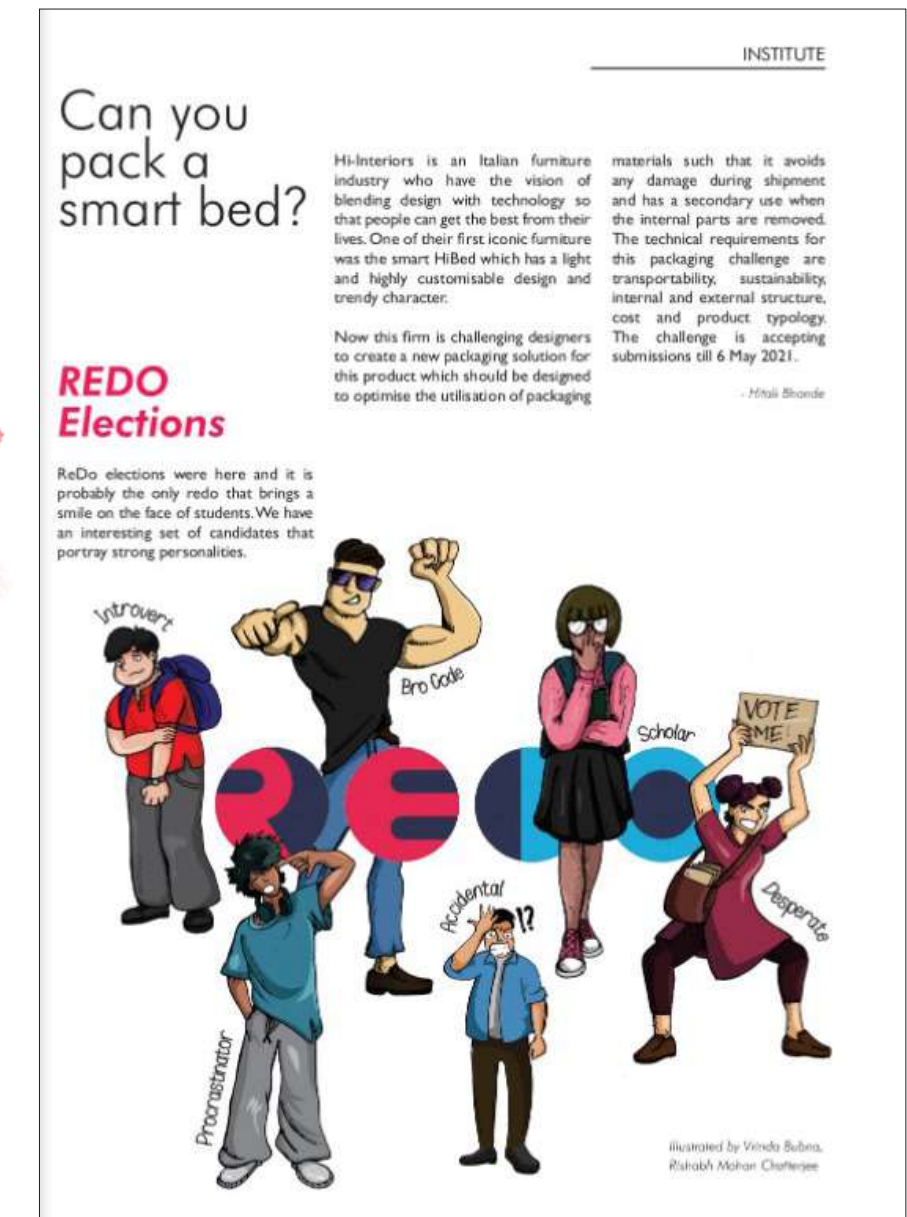 INSTITUTE
Can you
pack a
smart bed?
Hi-Interiors is an Italian furniture
industry who have the vision of
blending design with technology so
that people can get the best from their
lives. One of their first iconic furniture
was the smart HiBed which has a light
and highly customisable design and
trendy character.
Now this firm is challenging designers
to create a new packaging solution for
this product which should be designed
to optimise the utilisation of packaging
materials such that it avoids
any damage during shipment
and has a secondary use when
the internal parts are removed.
The technical requirements for
this packaging challenge are
transportability, sustainability,
internal and external structure,
cost and product typology.
The challenge is accepting
submissions till 6 May 2021.
- Hitali Bhande
REDO
Elections
ReDo elections were here and it is
probably the only redo that brings a
smile on the face of students. We have
an interesting set of candidates that
portray strong personalities.
Introvert
Bro Code
Scholar
VOTE
ME!
REDO
Desperate
Accidental
!?
Procrastinator
Illustrated by Vrinda Bubna,
Rishabh Mohan Chatterjee